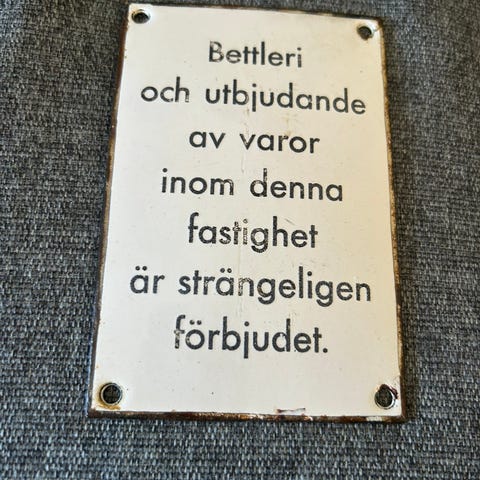 Bettleri
och utbjudande
av varor
inom denna
fastighet
är strängeligen
förbjudet.